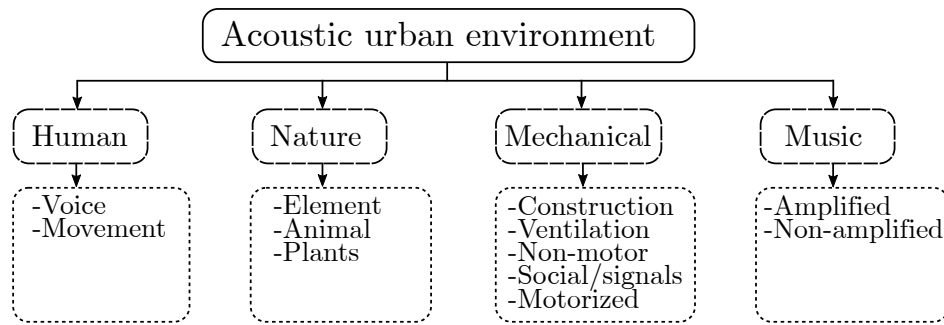 Acoustic urban environment
Human
Nature
Mechanical
Music
-Voice
-Movement
-Element
-Animal
-Plants
-Construction
-Ventilation
-Non-motor
-Social/signals
-Motorized
-Amplified
-Non-amplified